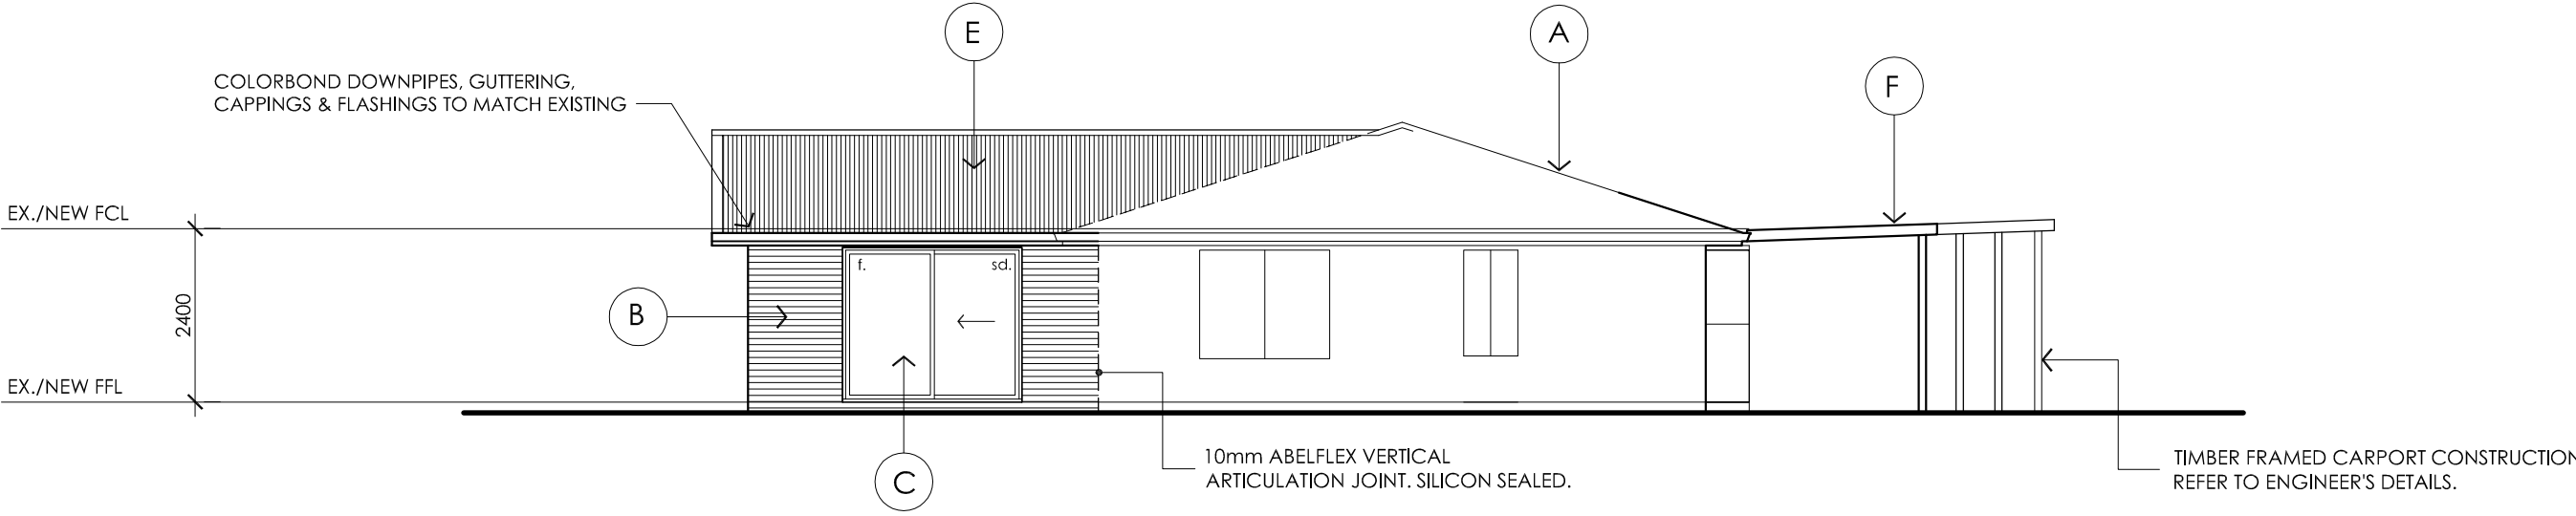 E
A
F
COLORBOND DOWNPIPES, GUTTERING,
CAPPINGS & FLASHINGS TO MATCH EXISTING
EX./NEW FCL
f.
sd.
B
2400
EX./NEW FFL
C
10mm ABELFLEX VERTICAL
ARTICULATION JOINT. SILICON SEALED.
TIMBER FRAMED CARPORT CONSTRUCTION
REFER TO ENGINEER'S DETAILS.